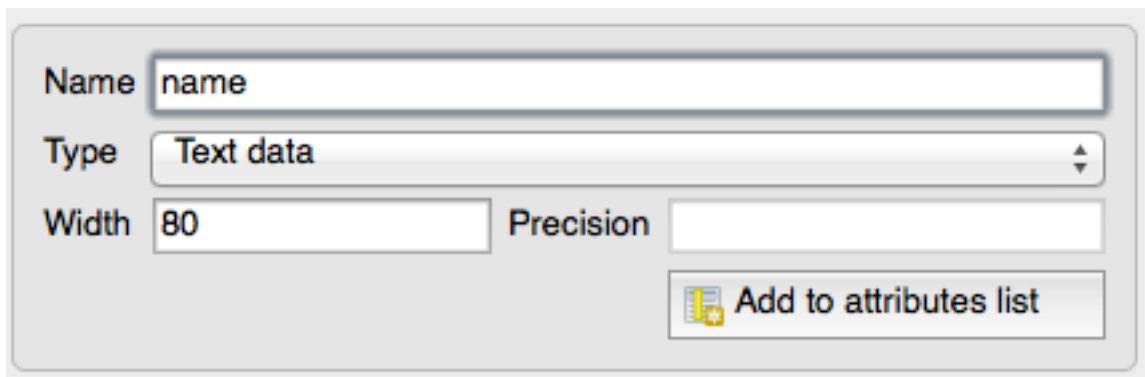 Name name
Type Text data
Width 80 Precision
Add to attributes list